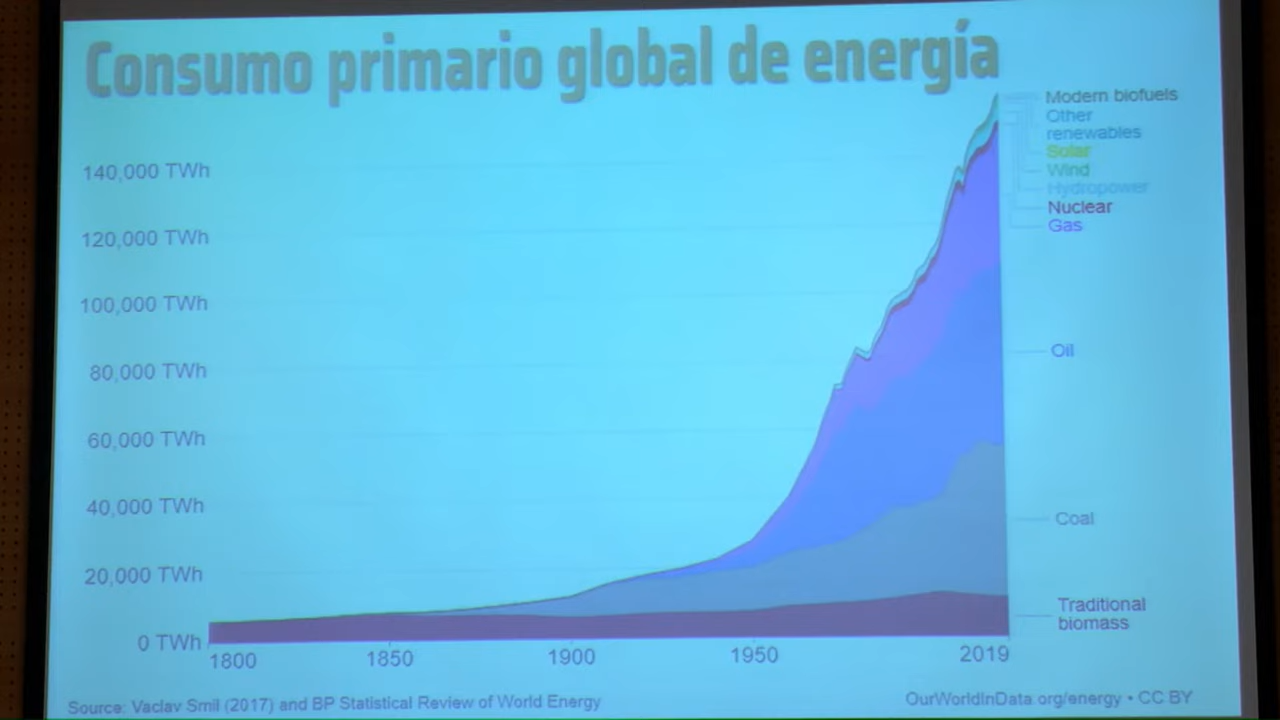 Consumo primario global de energía
Modern biofuels
Other
renewables
Solar
Wind
Hydropower
Nuclear
Gas
Oil
Coal
Traditional
biomass
140,000 TWh
120,000 TWh
100,000 TWh
80,000 TWh
60,000 TWh
40,000 TWh
20,000 TWh
0 TWh
1800 1850 1900 1950 2019
Source: Vaclav Smil (2017) and BP Statistical Review of World Energy
OurWorldInData.org/energy • CC BY